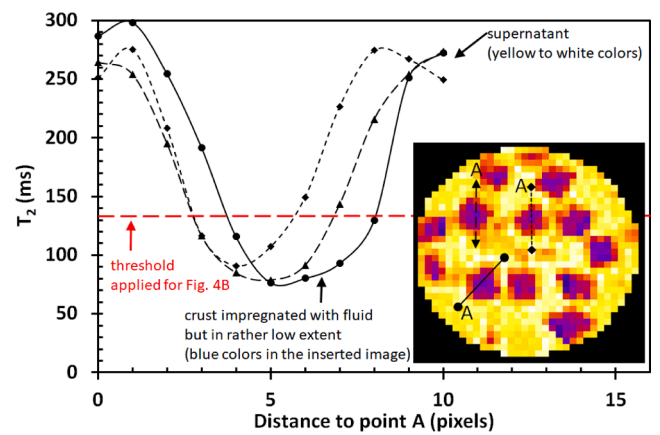 300
250
200
150
100
50
0
T2 (ms)
0
5
10
15
Distance to point A (pixels)
supernatant
(yellow to white colors)
threshold
applied for Fig. 4B
crust impregnated with fluid
but in rather low extent
(blue colors in the inserted image)
A
A
A